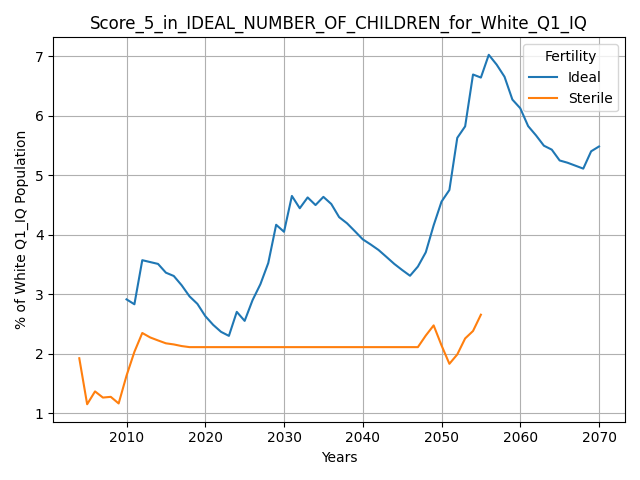 Score_5_in_IDEAL_NUMBER_OF_CHILDREN_for_White_Q1_IQ
Fertility
Ideal
Sterile
% of White Q1_IQ Population
7
6
5
4
3
2
1
2010 2020 2030 2040 2050 2060 2070
Years